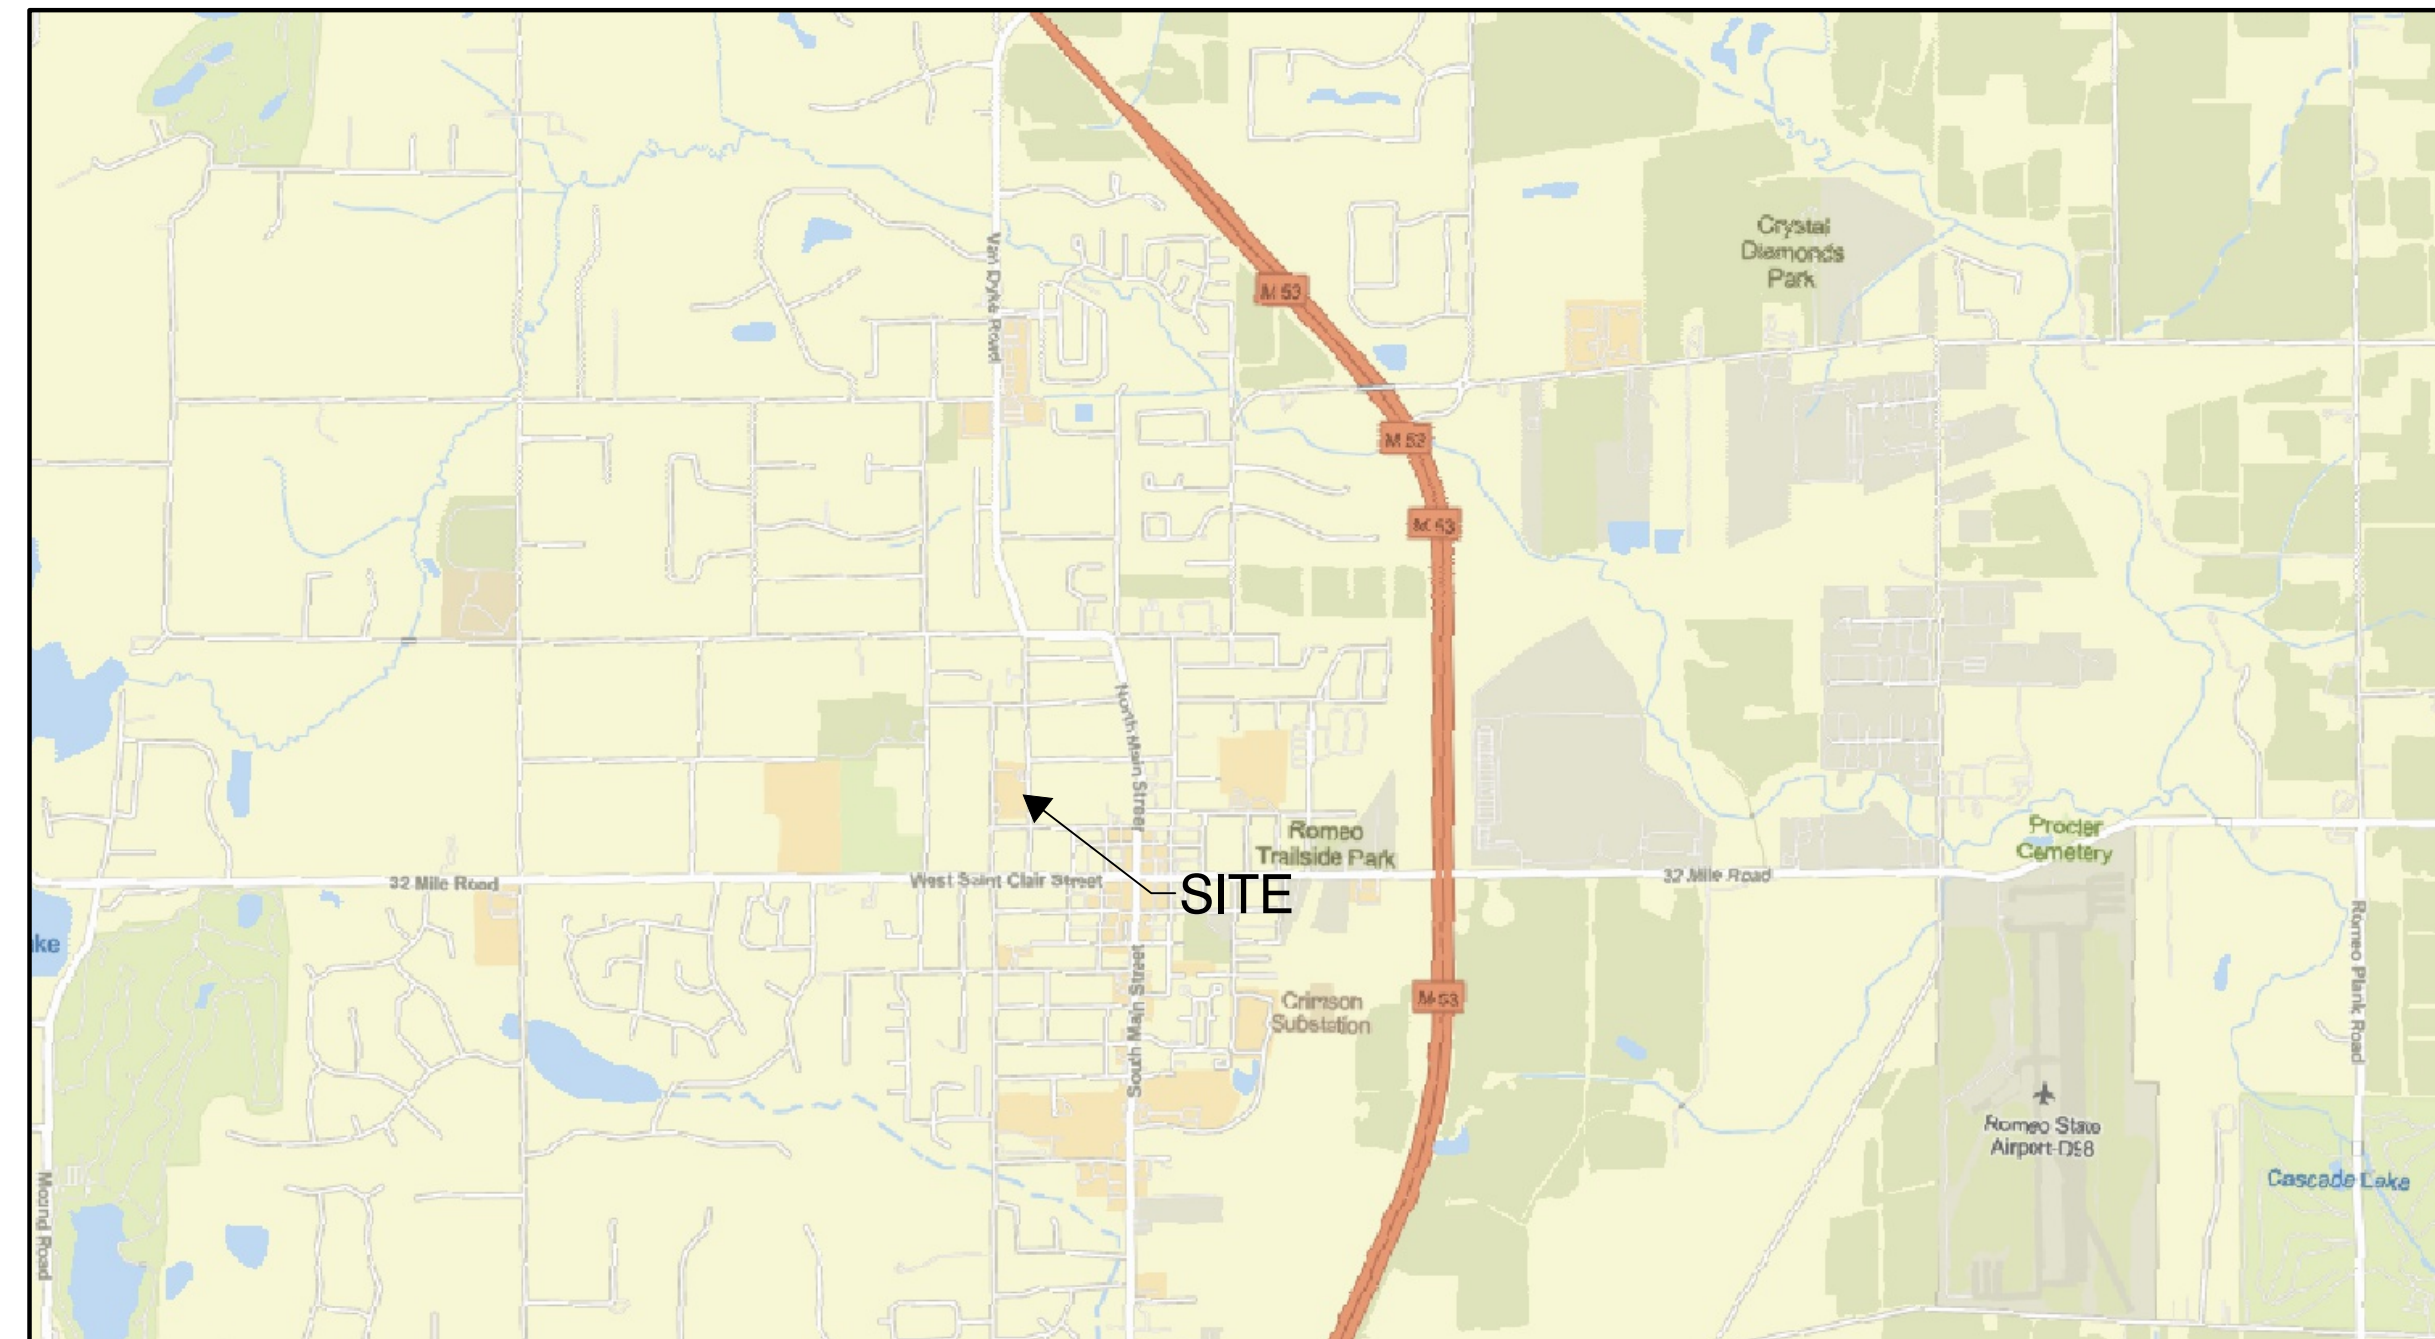 Crystal
Diamonds
Park
Van Dyke Road
M 53
M 53
M 53
North Main Street
Romeo
Trailside Park
Procter
Cemetery
32 Mile Road
West Saint Clair Street
32 Mile Road
SITE
ke
Romeo Plank Road
South Main Street
Crimson
Substation
M 53
Romeo State
Airport-D98
Cascade Lake
Mound Road